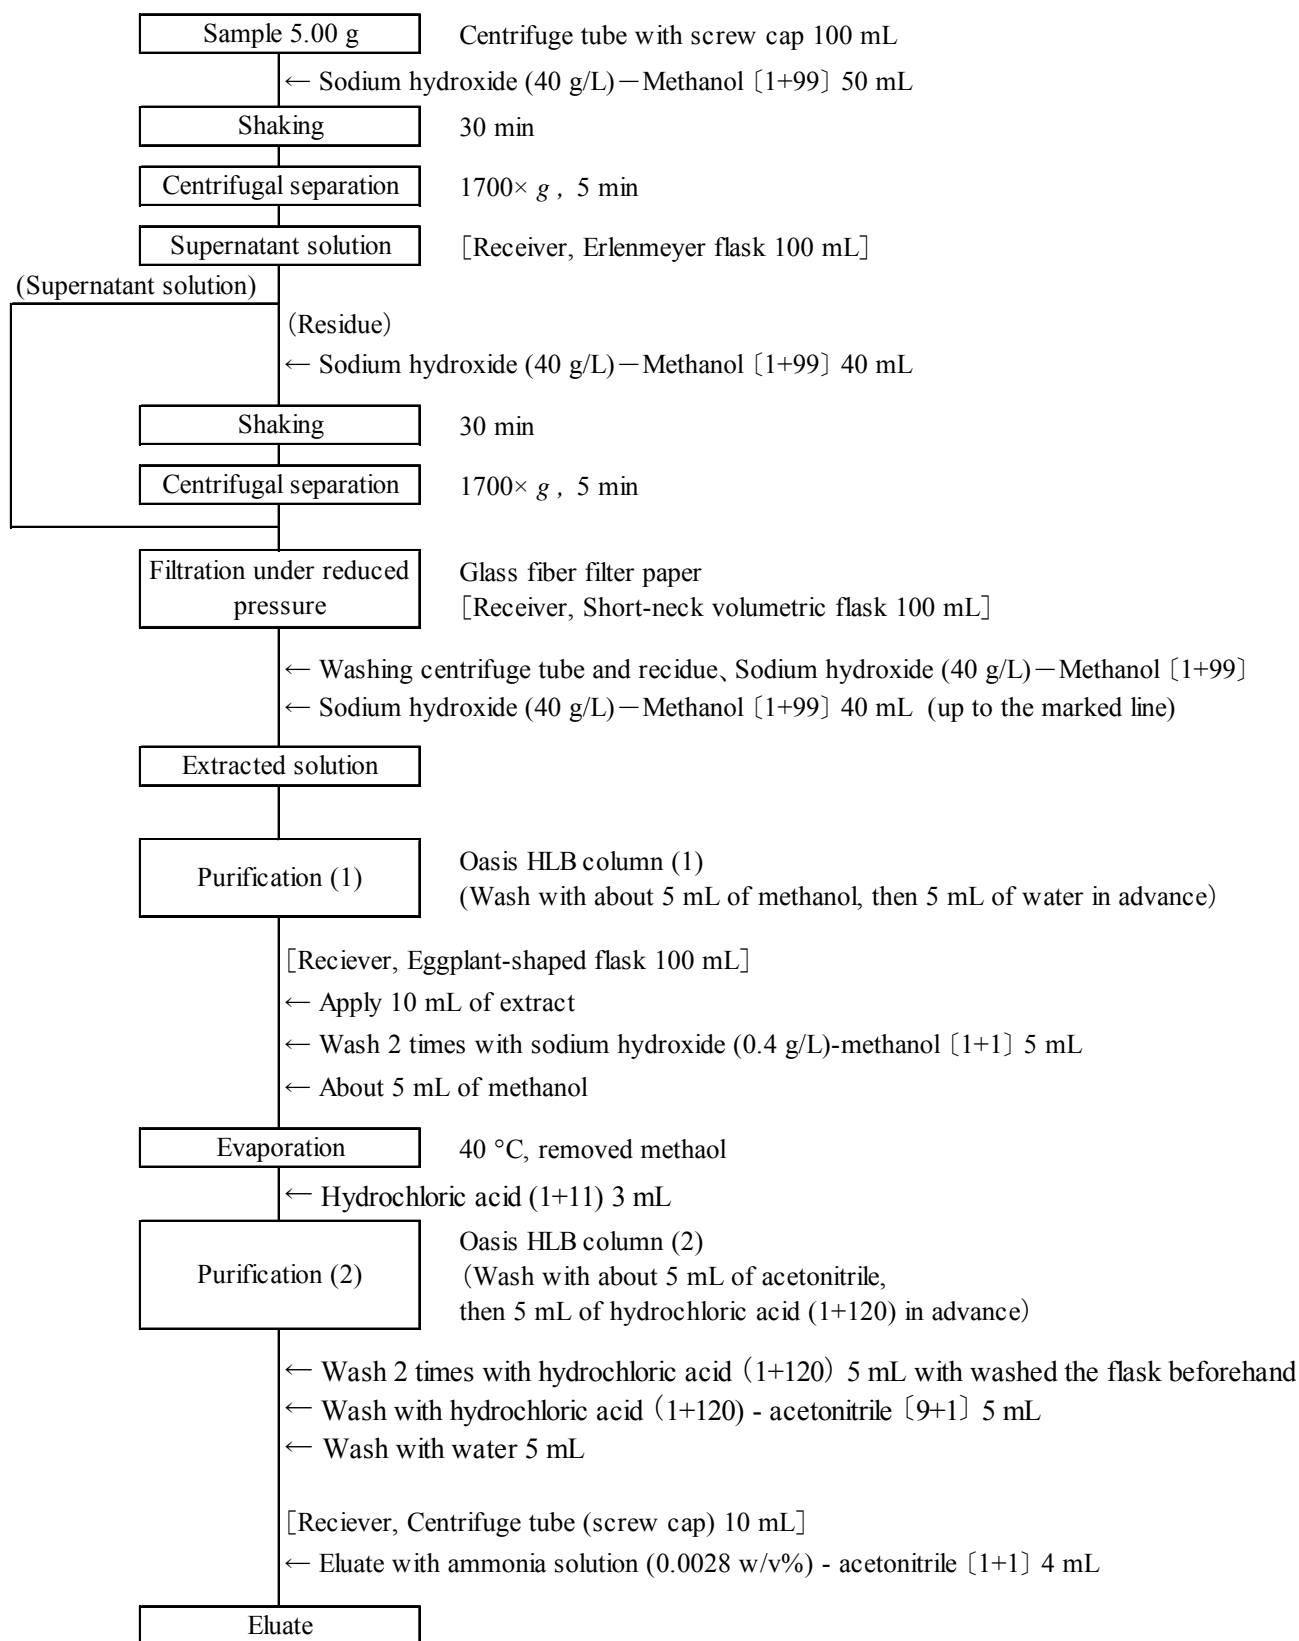 Sample 5.00 g
Centrifuge tube with screw cap 100 mL
← Sodium hydroxide (40 g/L)－Methanol〔1+99〕50 mL
Shaking
30 min
Centrifugal separation
1700× g , 5 min
Supernatant solution
[Receiver, Erlenmeyer flask 100 mL]
(Supernatant solution)
(Residue)
← Sodium hydroxide (40 g/L)－Methanol〔1+99〕40 mL
Shaking
30 min
Centrifugal separation
1700× g , 5 min
Filtration under reduced
pressure
Glass fiber filter paper
[Receiver, Short-neck volumetric flask 100 mL]
← Washing centrifuge tube and recidue、Sodium hydroxide (40 g/L)－Methanol〔1+99〕
← Sodium hydroxide (40 g/L)－Methanol〔1+99〕40 mL (up to the marked line)
Extracted solution
Purification (1)
Oasis HLB column (1)
(Wash with about 5 mL of methanol, then 5 mL of water in advance)
[Reciever, Eggplant-shaped flask 100 mL]
← Apply 10 mL of extract
← Wash 2 times with sodium hydroxide (0.4 g/L)-methanol〔1+1〕5 mL
← About 5 mL of methanol
Evaporation
40 °C, removed methaol
← Hydrochloric acid (1+11) 3 mL
Purification (2)
Oasis HLB column (2)
(Wash with about 5 mL of acetonitrile,
then 5 mL of hydrochloric acid (1+120) in advance)
← Wash 2 times with hydrochloric acid (1+120) 5 mL with washed the flask beforehand
← Wash with hydrochloric acid (1+120) - acetonitrile〔9+1〕5 mL
← Wash with water 5 mL
[Reciever, Centrifuge tube (screw cap) 10 mL]
← Eluate with ammonia solution (0.0028 w/v%) - acetonitrile〔1+1〕4 mL
Eluate